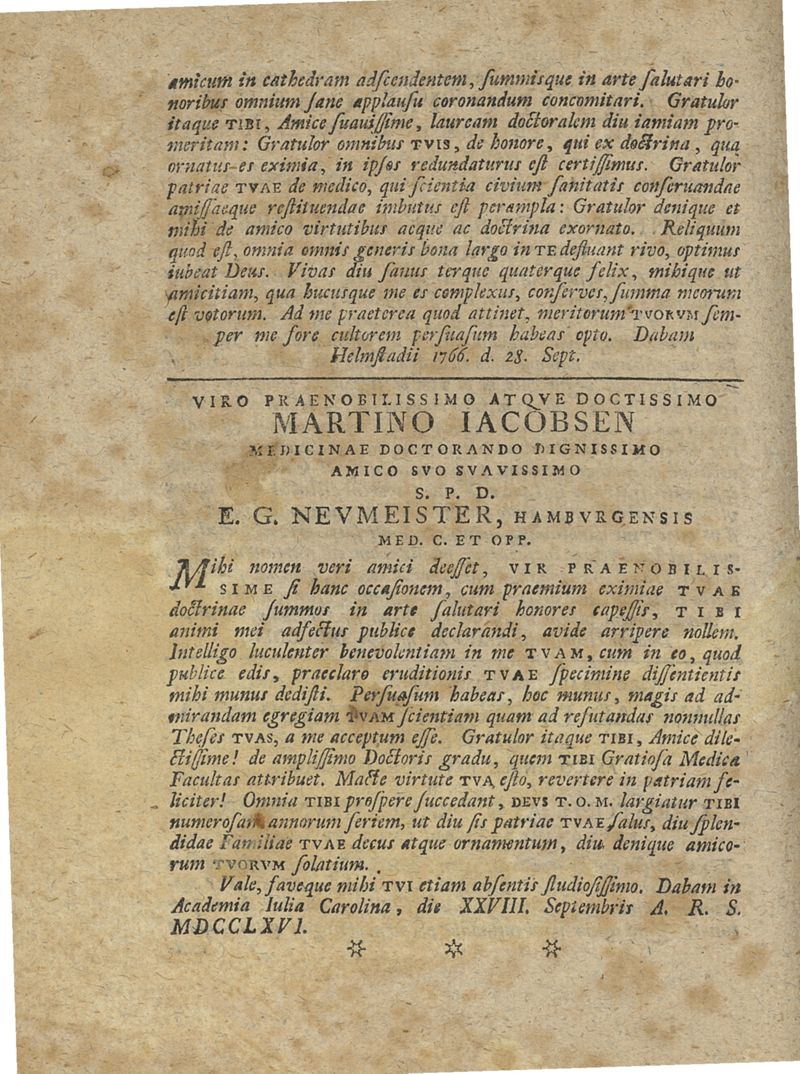 amicum in cathedram adſcendentem, ſummisque in arte ſalutari ho-
noribus omnium ſane applauſu coronandum concomitari. Gratulor
itaque TIBI, Amice ſuauiſſime, lauream doctoralem diu iamiam pro-
meritam: Gratulor omnibus TVIS, de honore, qui ex doctrina, qua
ornatus es eximia, in ipſos redundaturus eſt certiſſimus. Gratulor
patriae TVAE de medico, qui ſcientia civium ſanitatis conſeruandae
amiſſaeque reſtituendae imbutus eſt perampla: Gratulor denique et
mihi de amico virtutibus aeque ac doctrina exornato. Reliquum
quod eſt, omnia omnis generis bona largo in TE defluant rivo, optimus
iubeat Deus. Vivas diu ſanus terque quaterque felix, mihique ut
amicitiam, qua hucusque me es complexus, conſerves, ſumma meorum
eſt votorum. Ad me praeterea quod attinet, meritorum TVORVM ſem-
per me fore cultorem perſuaſum habeas opto. Dabam
Helmſtadii 1766. d. 28. Sept.
VIRO PRAENOBILISSIMO ATQVE DOCTISSIMO
MARTINO IACOBSEN
MEDICINAE DOCTORANDO DIGNISSIMO
AMICO SVO SVAVISSIMO
S. P. D.
E. G. NEVMEISTER, HAMBVRGENSIS
MED. C. ET OPP.
Mihi nomen veri amici deeſſet, VIR PRAENOBILIS-
SIME ſi hanc occaſionem, cum praemium eximiae TVAE
doctrinae ſummos in arte ſalutari honores capeſſis, TIBI
animi mei adfectus publice declarandi, avide arripere nollem.
Intelligo luculenter benevolentiam in me TVAM, cum in eo, quod
publice edis, praeclaro eruditionis TVAE ſpecimine diſſentientis
mihi munus dediſti. Perſuaſum habeas, hoc munus, magis ad ad-
mirandam egregiam TVAM ſcientiam quam ad refutandas nonnullas
Theſes TVAS, a me acceptum eſſe. Gratulor itaque TIBI, Amice dile-
ctiſſime! de ampliſſimo Doctoris gradu, quem TIBI Gratioſa Medica
Facultas attribuet. Macte virtute TVA eſto, revertere in patriam fe-
liciter! Omnia TIBI proſpere ſuccedant, DEVS T. O. M. largiatur TIBI
numeroſam annorum ſeriem, ut diu ſis patriae TVAE ſalus, diu ſplen-
didae Familiae TVAE decus atque ornamentum, diu denique amico-
rum TVORVM ſolatium.
Vale, faveque mihi TVI etiam abſentis ſtudioſiſſimo. Dabam in
Academia Iulia Carolina, die XXVIII. Septembris A. R. S.
MDCCLXVI.